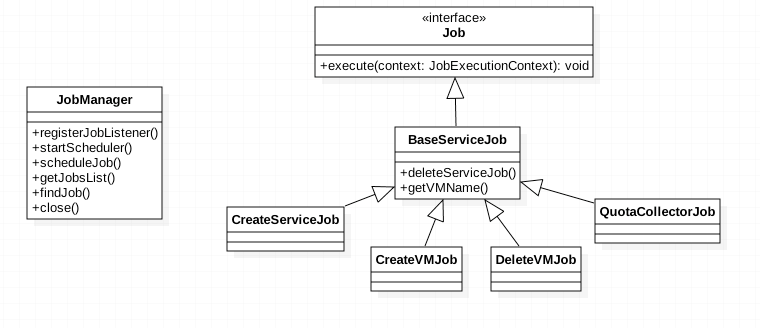 «interface»
Job
+execute(context: JobExecutionContext): void
JobManager
+registerJobListener()
+startScheduler()
+scheduleJob()
+getJobsList()
+findJob()
+close()
BaseServiceJob
+deleteServiceJob()
+getVMName()
CreateServiceJob
CreateVMJob
DeleteVMJob
QuotaCollectorJob